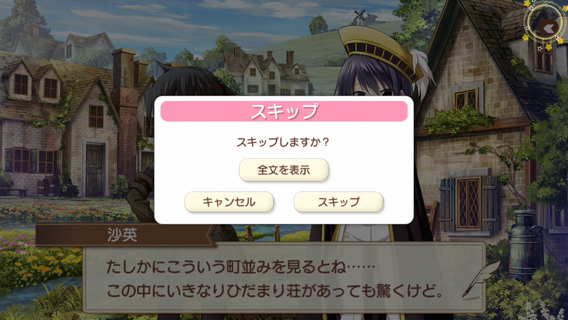 スキップ
スキップしますか？
全文を表示
キャンセル
スキップ
沙英
たしかにこういう町並みを見るとね……
この中にいきなりひだまり荘があっても驚くけど。